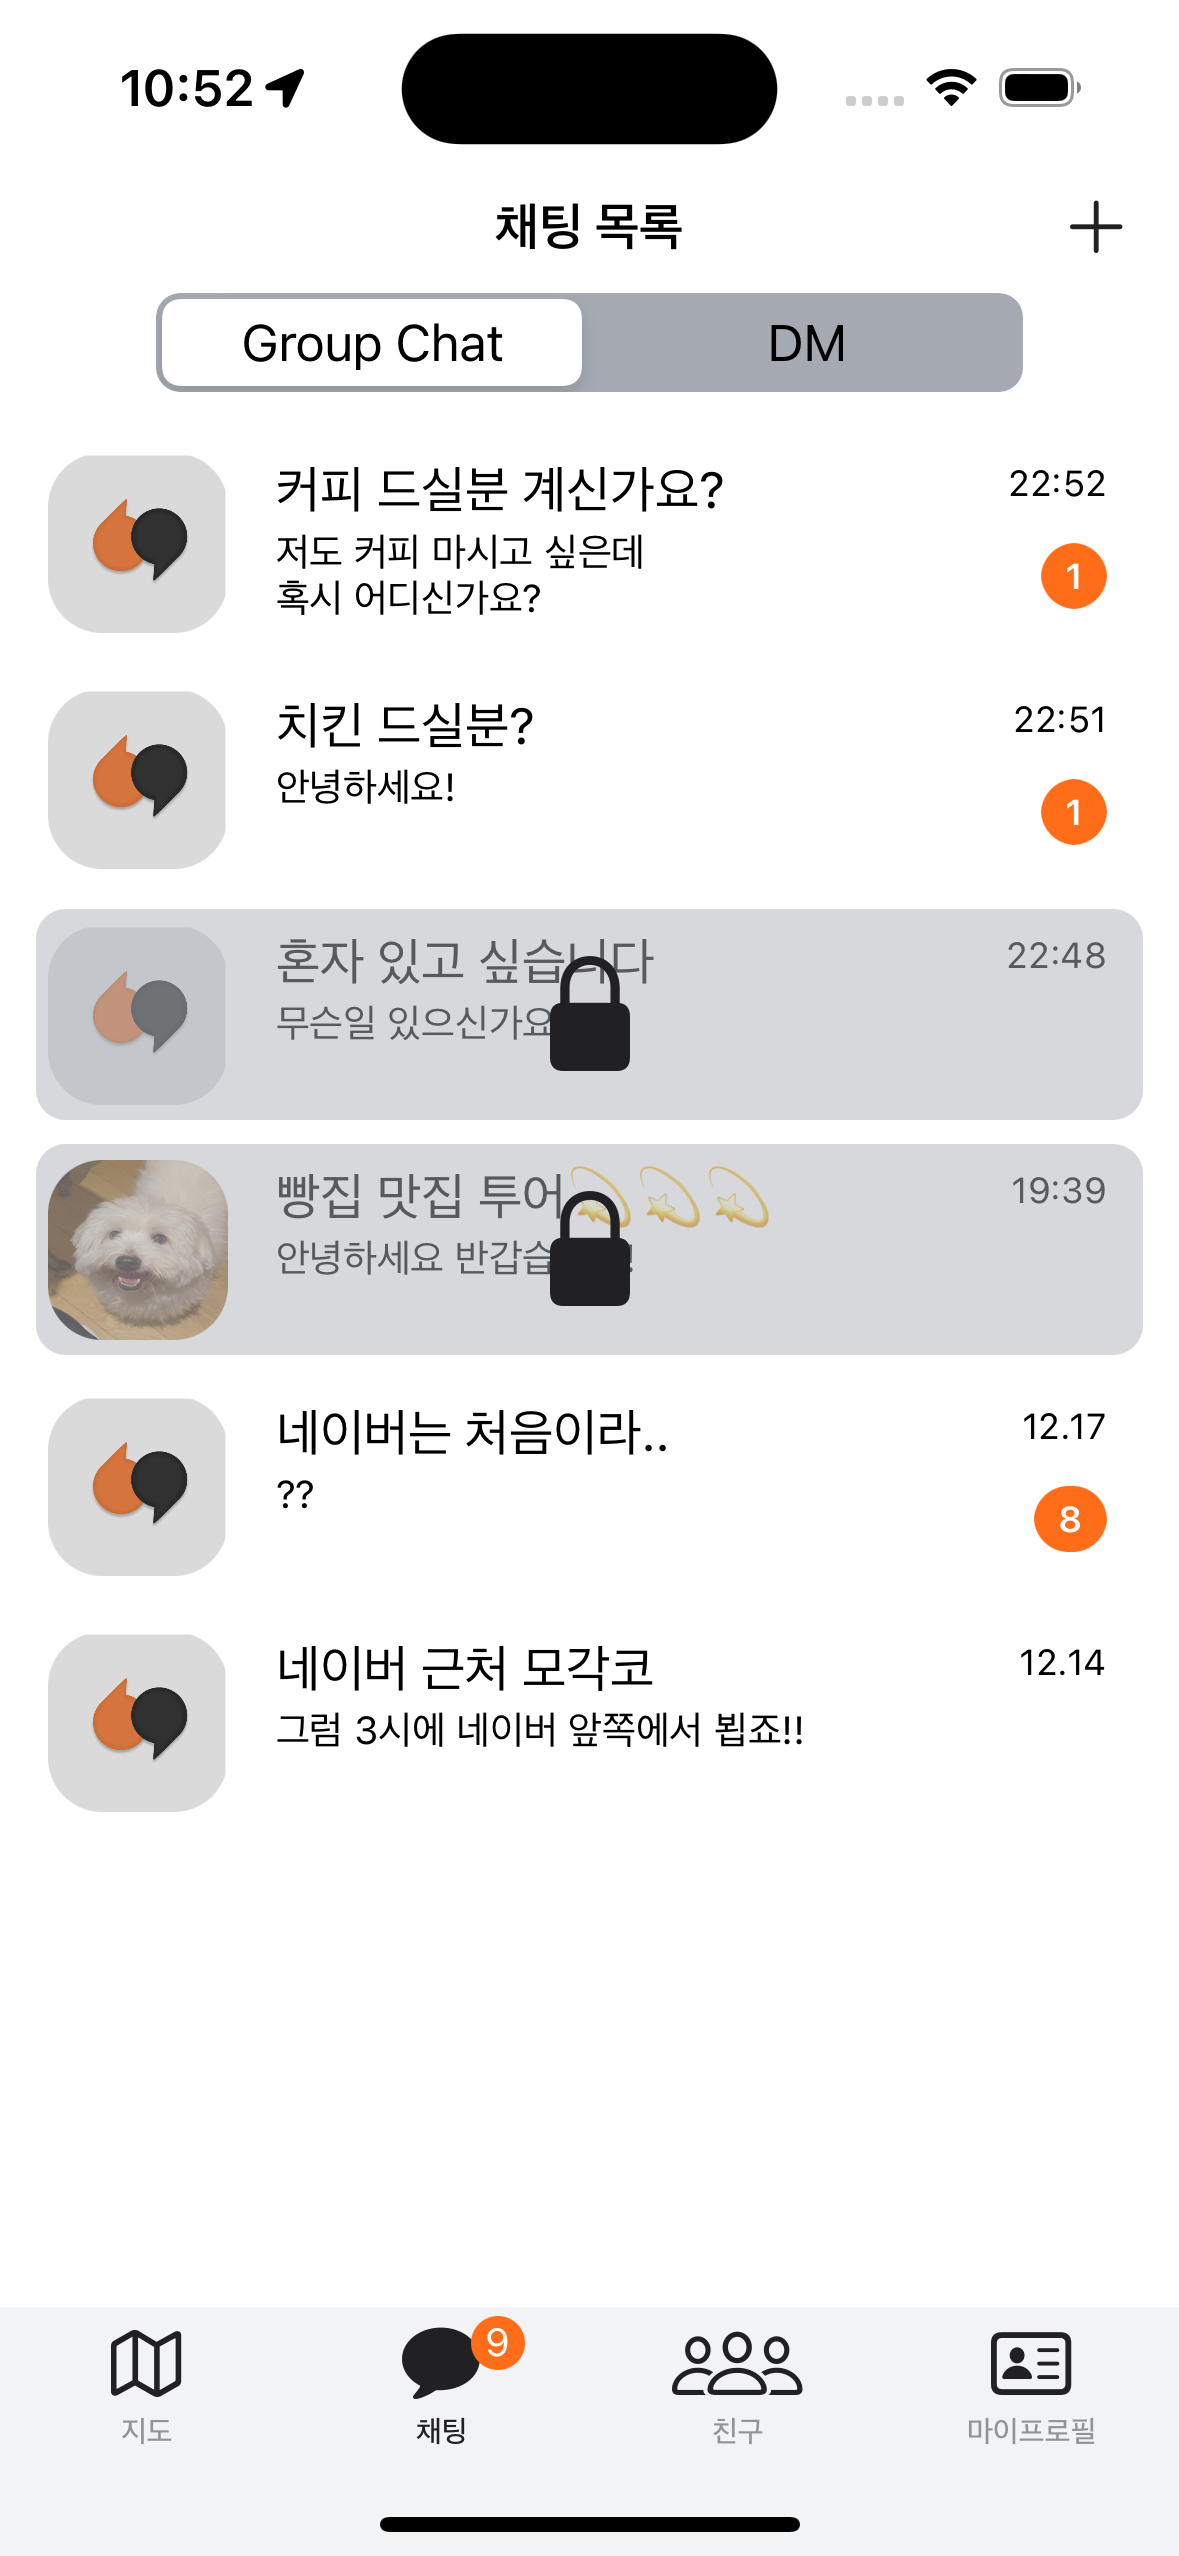 10:52
채팅 목록
Group Chat
DM
커피 드실분 계신가요?
22:52
저도 커피 마시고 싶은데
혹시 어디신가요?
1
치킨 드실분?
22:51
안녕하세요!
1
혼자 있고 싶습니다
22:48
무슨일 있으신가요
빵집 맛집 투어💫💫💫
19:39
안녕하세요
네이버는 처음이라..
12.17
??
8
네이버 근처 모각코
12.14
그럼 3시에 네이버 앞쪽에서 뵙죠!!
지도
채팅
9
친구
마이프로필